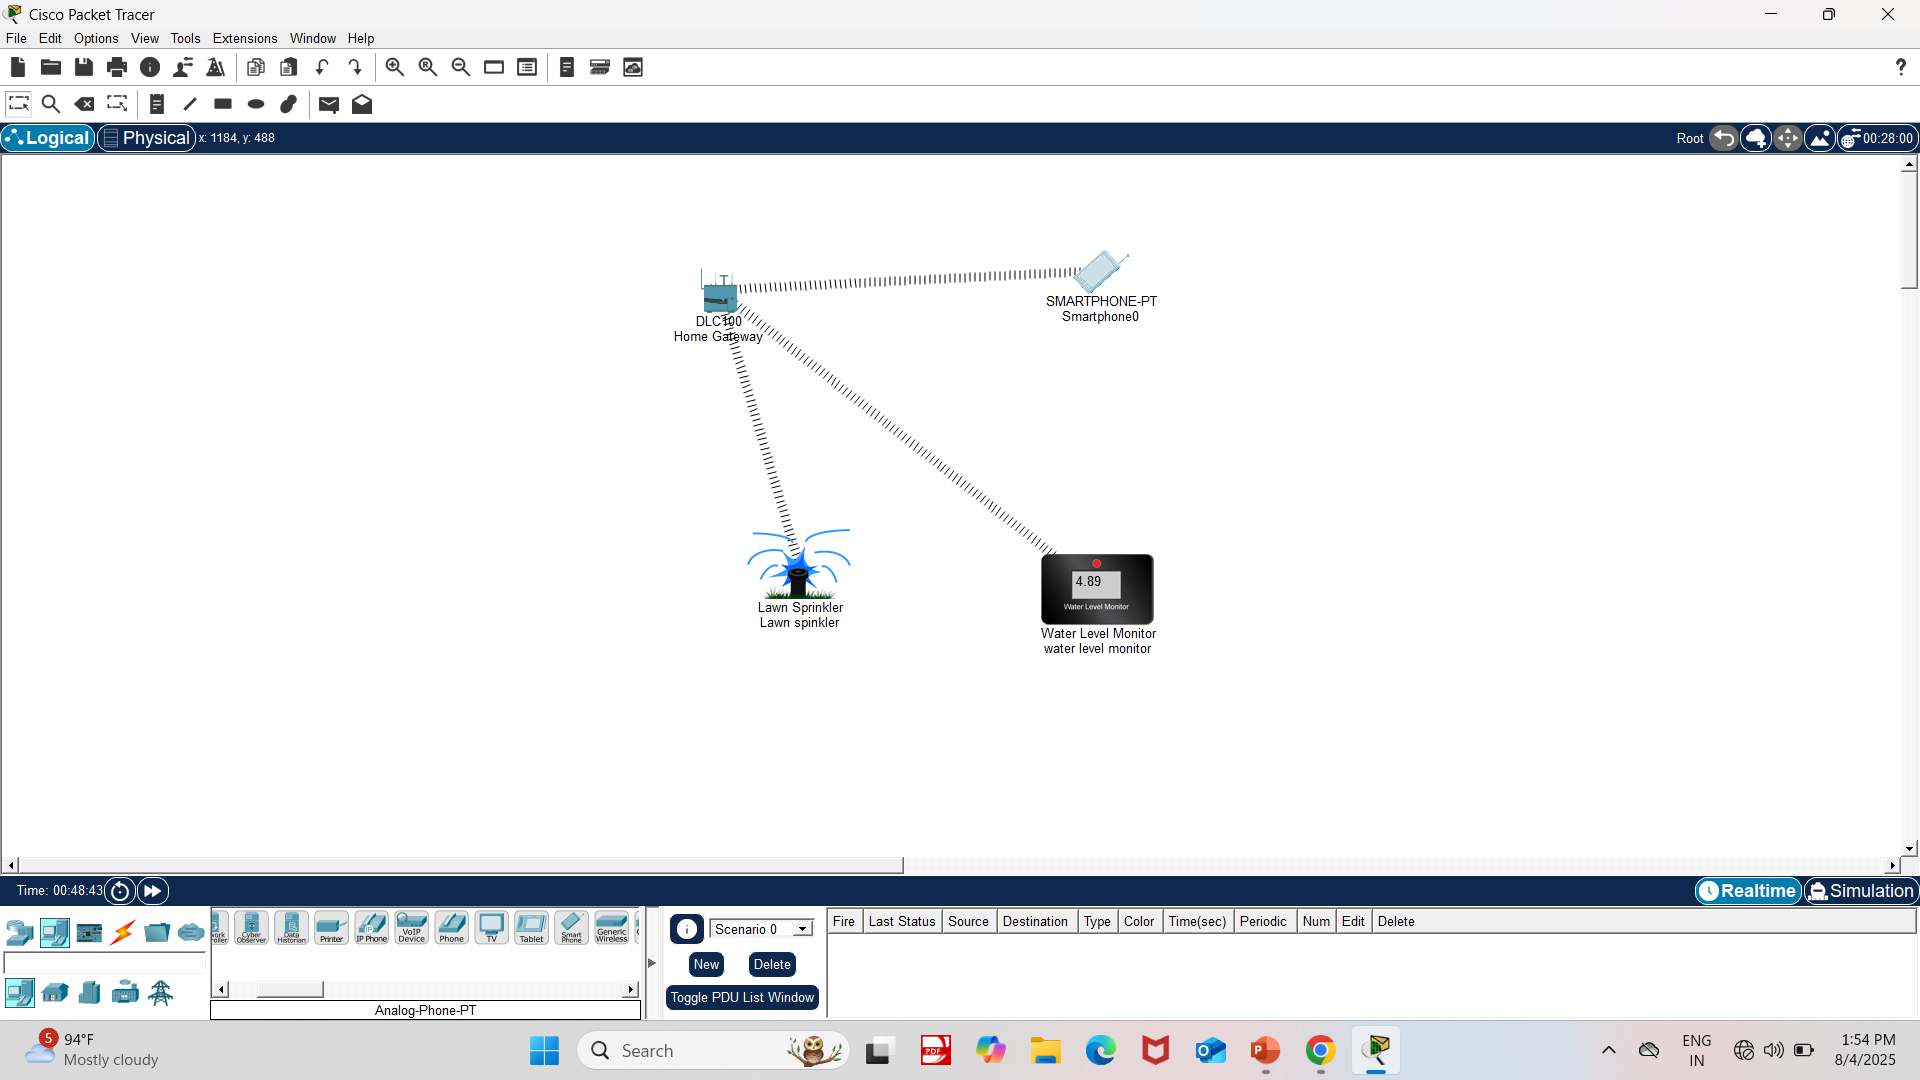 Cisco Packet Tracer
File Edit Options View Tools Extensions Window Help
Logical Physical x: 1184, y: 488 Root 00:28:00
SMARTPHONE-PT
Smartphone0
DLC100
Home Gateway
4.89
Water Level Monitor
Lawn Sprinkler
Lawn spinkler
Water Level Monitor
water level monitor
Time: 00:48:43 Realtime Simulation
Cyber Observer
Data Historian
Printer
IP Phone
VoIP Device
Phone
TV
Tablet
Smart Phone
Generic Wireless
Analog-Phone-PT
Scenario 0
New Delete
Toggle PDU List Window
Fire Last Status Source Destination Type Color Time(sec) Periodic Num Edit Delete
5
94°F
Mostly cloudy
Search
PDF
ENG
IN
1:54 PM
8/4/2025